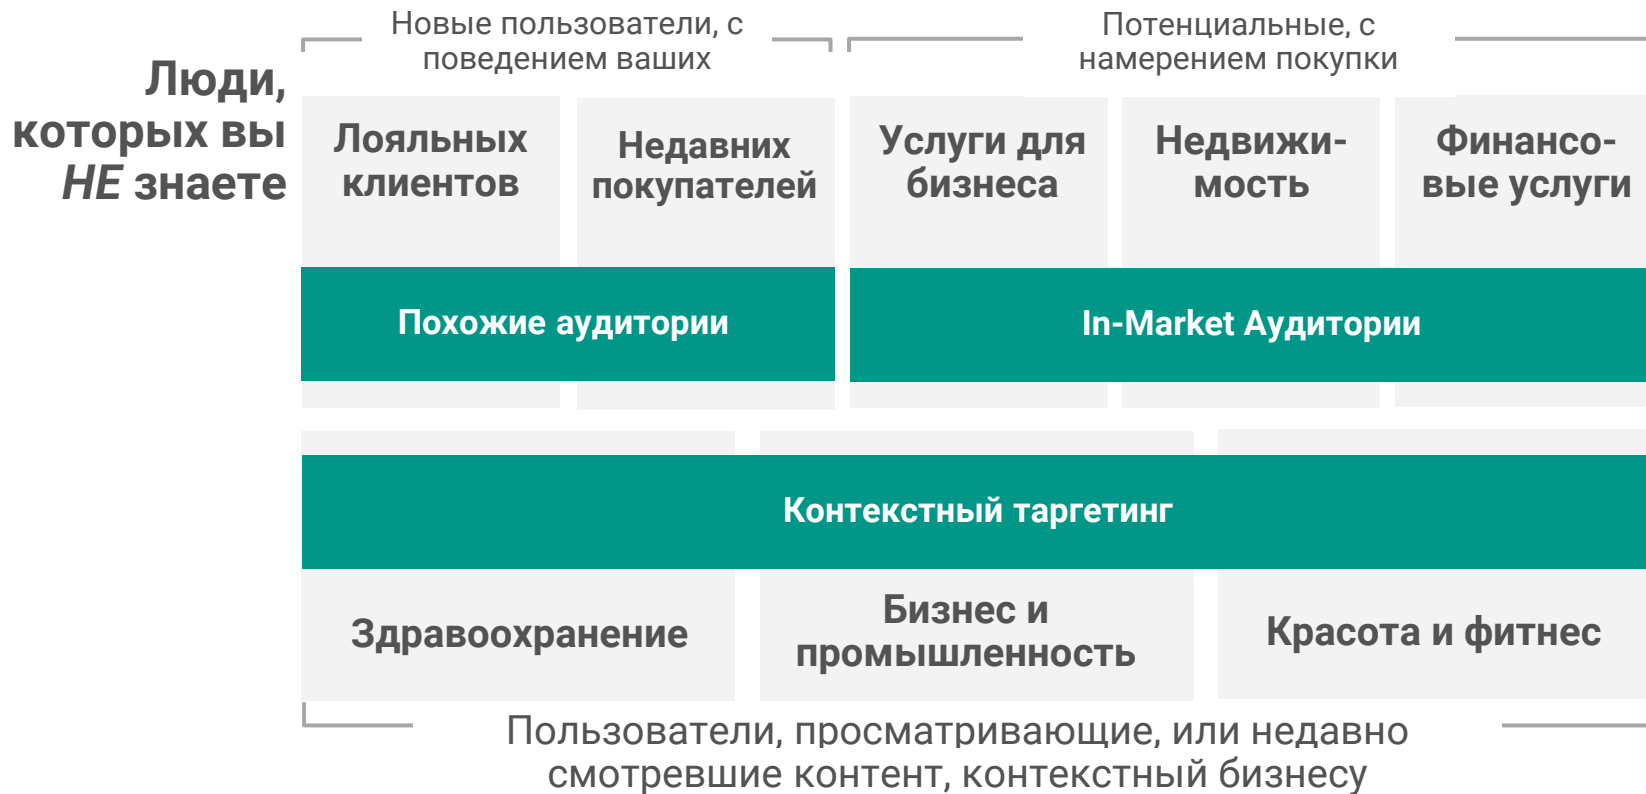 Новые пользователи, с
поведением ваших
Потенциальные, с
намерением покупки
Люди,
которых вы
НЕ знаете
Лояльных
клиентов
Недавних
покупателей
Услуги для
бизнеса
Недвижи-
мость
Финансо-
вые услуги
Похожие аудитории
In-Market Аудитории
Контекстный таргетинг
Здравоохранение
Бизнес и
промышленность
Красота и фитнес
Пользователи, просматривающие, или недавно
смотревшие контент, контекстный бизнесу